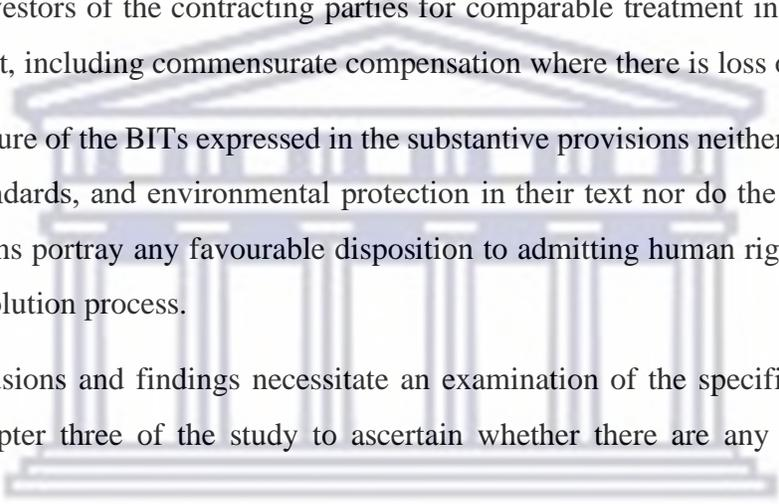 vestors of the contracting parties for comparable treatment in
t, including commensurate compensation where there is loss
ure of the BITs expressed in the substantive provisions neither
ndards, and environmental protection in their text nor do the
ns portray any favourable disposition to admitting human rig
olution process.
usions and findings necessitate an examination of the specifi
pter three of the study to ascertain whether there are any